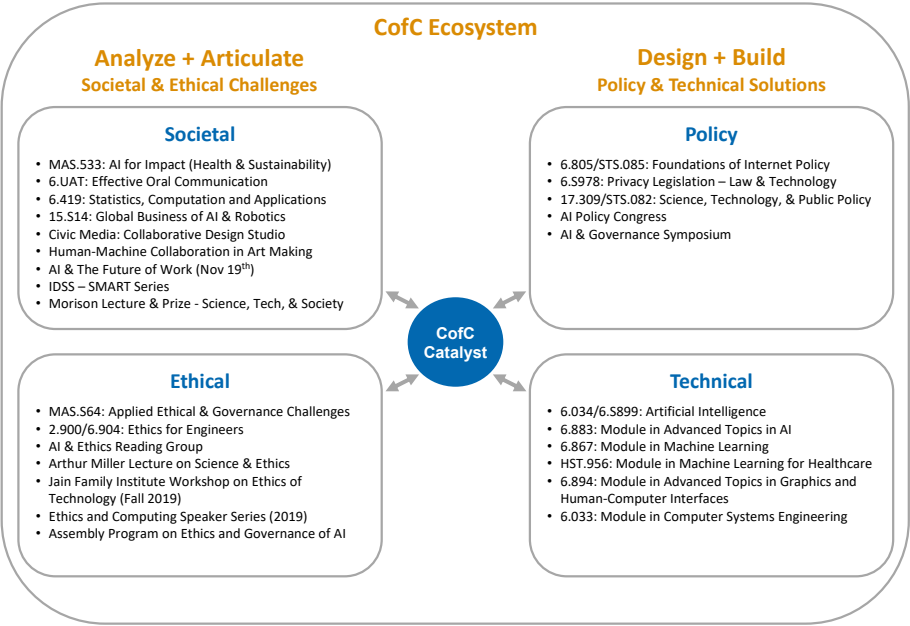 CofC Ecosystem
Analyze + Articulate
Societal & Ethical Challenges
Design + Build
Policy & Technical Solutions
Societal
• MAS.533: AI for Impact (Health & Sustainability)
• 6.UAT: Effective Oral Communication
• 6.419: Statistics, Computation and Applications
• 15.S14: Global Business of AI & Robotics
• Civic Media: Collaborative Design Studio
• Human-Machine Collaboration in Art Making
• AI & The Future of Work (Nov 19th)
• IDSS – SMART Series
• Morison Lecture & Prize - Science, Tech, & Society
Policy
• 6.805/STS.085: Foundations of Internet Policy
• 6.S978: Privacy Legislation – Law & Technology
• 17.309/STS.082: Science, Technology, & Public Policy
• AI Policy Congress
• AI & Governance Symposium
CofC
Catalyst
Ethical
• MAS.S64: Applied Ethical & Governance Challenges
• 2.900/6.904: Ethics for Engineers
• AI & Ethics Reading Group
• Arthur Miller Lecture on Science & Ethics
• Jain Family Institute Workshop on Ethics of
Technology (Fall 2019)
• Ethics and Computing Speaker Series (2019)
• Assembly Program on Ethics and Governance of AI
Technical
• 6.034/6.S899: Artificial Intelligence
• 6.883: Module in Advanced Topics in AI
• 6.867: Module in Machine Learning
• HST.956: Module in Machine Learning for Healthcare
• 6.894: Module in Advanced Topics in Graphics and
Human-Computer Interfaces
• 6.033: Module in Computer Systems Engineering